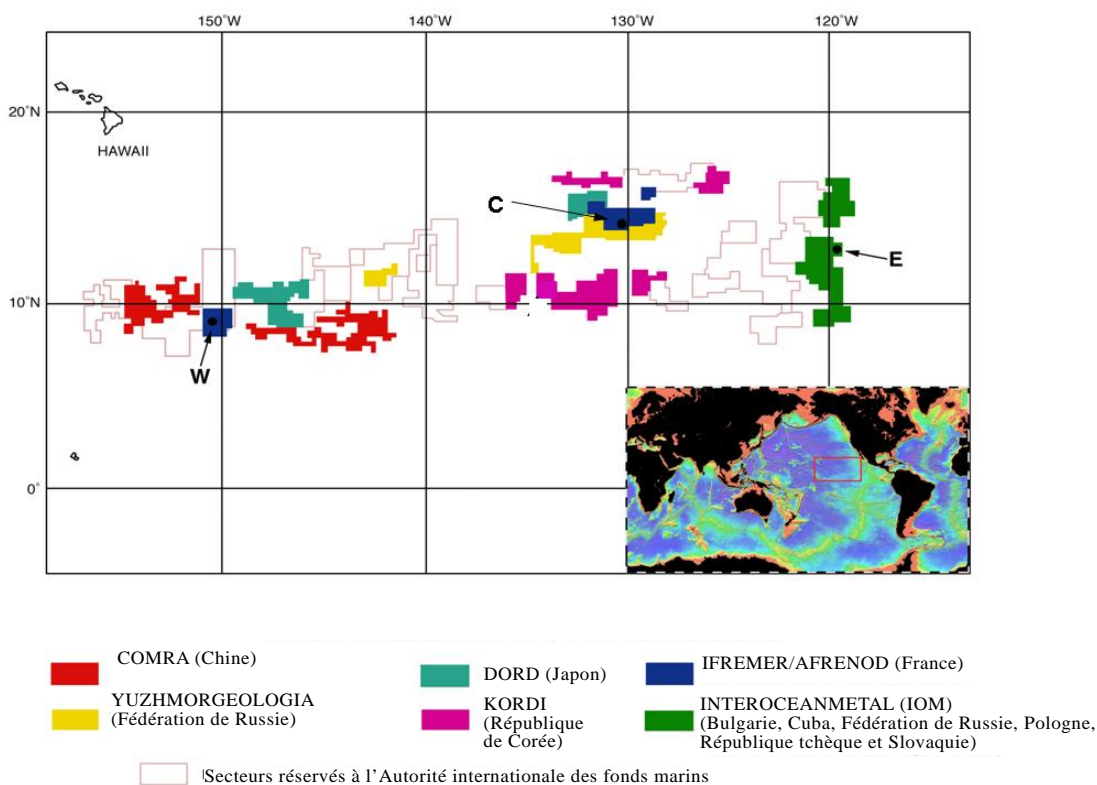 150°W
140°W
130°W
120°W
20°N
HAWAII
C
E
10°N
W
0°
COMRA (Chine)
DORD (Japon)
IFREMER/AFRENOD (France)
YUZHMORGEOLOGIA
(Fédération de Russie)
KORDI
(République
de Corée)
INTEROCEANMETAL (IOM)
(Bulgarie, Cuba, Fédération de Russie, Pologne,
République tchèque et Slovaquie)
Secteurs réservés à l'Autorité internationale des fonds marins